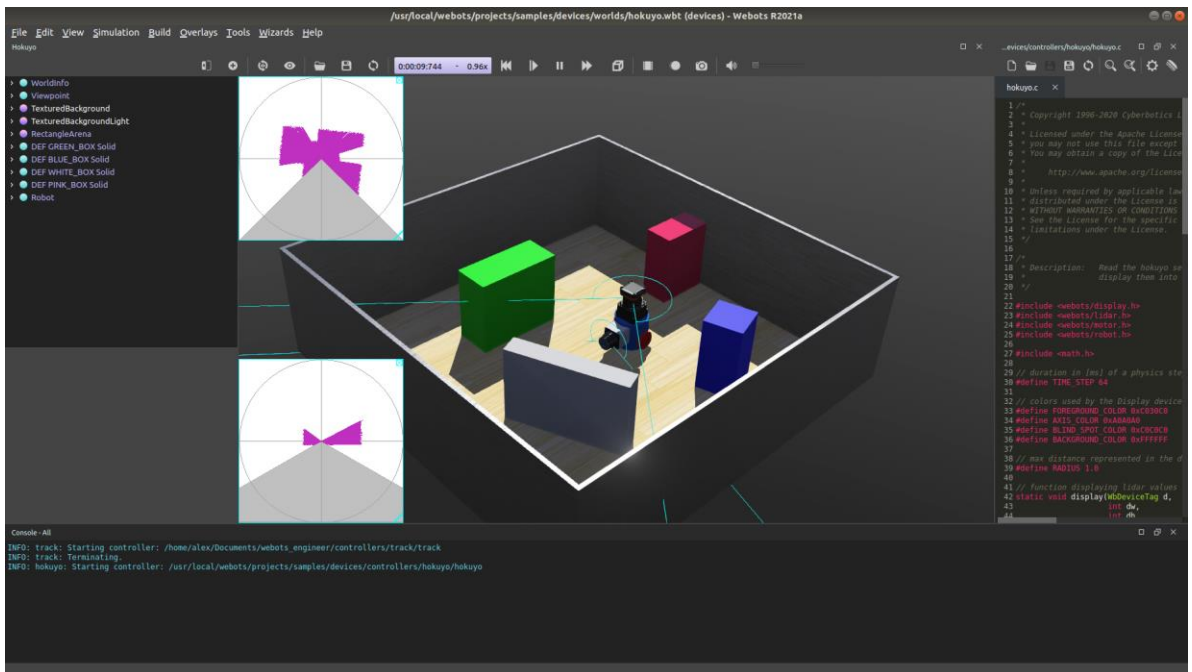 /usr/local/webots/projects/samples/devices/worlds/hokuyo.wbt (devices) - Webots R2021a
File Edit View Simulation Build Overlays Tools Wizards Help
Hokuyo
0:00:09:744 - 0.96x
WorldInfo
Viewpoint
TexturedBackground
TexturedBackgroundLight
RectangleArena
DEF GREEN_BOX Solid
DEF BLUE_BOX Solid
DEF WHITE_BOX Solid
DEF PINK_BOX Solid
Robot
...evices/controllers/hokuyo/hokuyo.c
hokuyo.c
1 /*
2 * Copyright 1996-2020 Cyberbotics L
3 *
4 * Licensed under the Apache License
5 * you may not use this file except
6 * You may obtain a copy of the Lice
7 *
8 * http://www.apache.org/license
9 *
10 * Unless required by applicable law
11 * distributed under the License is
12 * WITHOUT WARRANTIES OR CONDITIONS
13 * See the License for the specific
14 * limitations under the License.
15 */
16
17 /*
18 * Description: Read the hokuyo se
19 * display them into
20 */
21
22 #include <webots/display.h>
23 #include <webots/lidar.h>
24 #include <webots/motor.h>
25 #include <webots/robot.h>
26
27 #include <math.h>
28
29 // duration in [ms] of a physics ste
30 #define TIME_STEP 64
31
32 // colors used by the Display device
33 #define FOREGROUND_COLOR 0xC030C0
34 #define AXIS_COLOR 0xA0A0A0
35 #define BLIND_SPOT_COLOR 0xC0C0C0
36 #define BACKGROUND_COLOR 0xFFFFFF
37
38 // max distance represented in the d
39 #define RADIUS 1.0
40
41 // function displaying lidar values
42 static void display(WbDeviceTag d,
43 int dw,
44 int dh
Console - All
INFO: track: Starting controller: /home/alex/Documents/webots_engineer/controllers/track/track
INFO: track: Terminating.
INFO: hokuyo: Starting controller: /usr/local/webots/projects/samples/devices/controllers/hokuyo/hokuyo